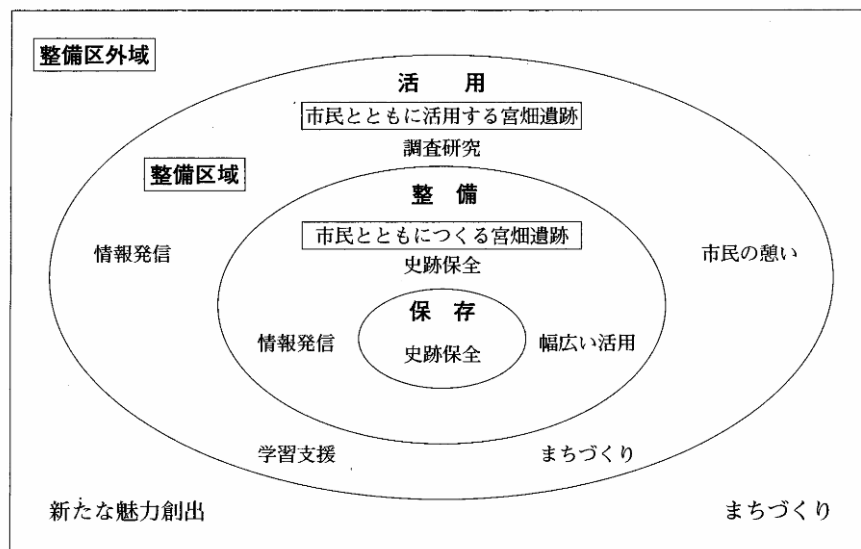 整備区外域
活　用
市民とともに活用する宮畑遺跡
調査研究
整備区域
整　備
市民とともにつくる宮畑遺跡
情報発信
市民の憩い
史跡保全
保　存
情報発信
史跡保全
幅広い活用
学習支援
まちづくり
新たな魅力創出
まちづくり